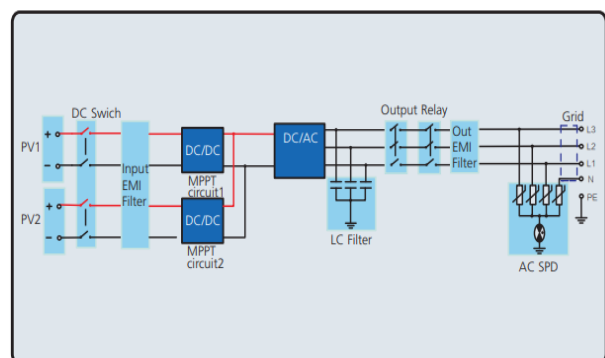 DC Swich
PV1
+
−
PV2
+
−
Input
EMI
Filter
DC/DC
MPPT
circuit1
DC/DC
MPPT
circuit2
DC/AC
LC Filter
Output Relay
Out
EMI
Filter
Grid
L3
L2
L1
N
PE
AC SPD